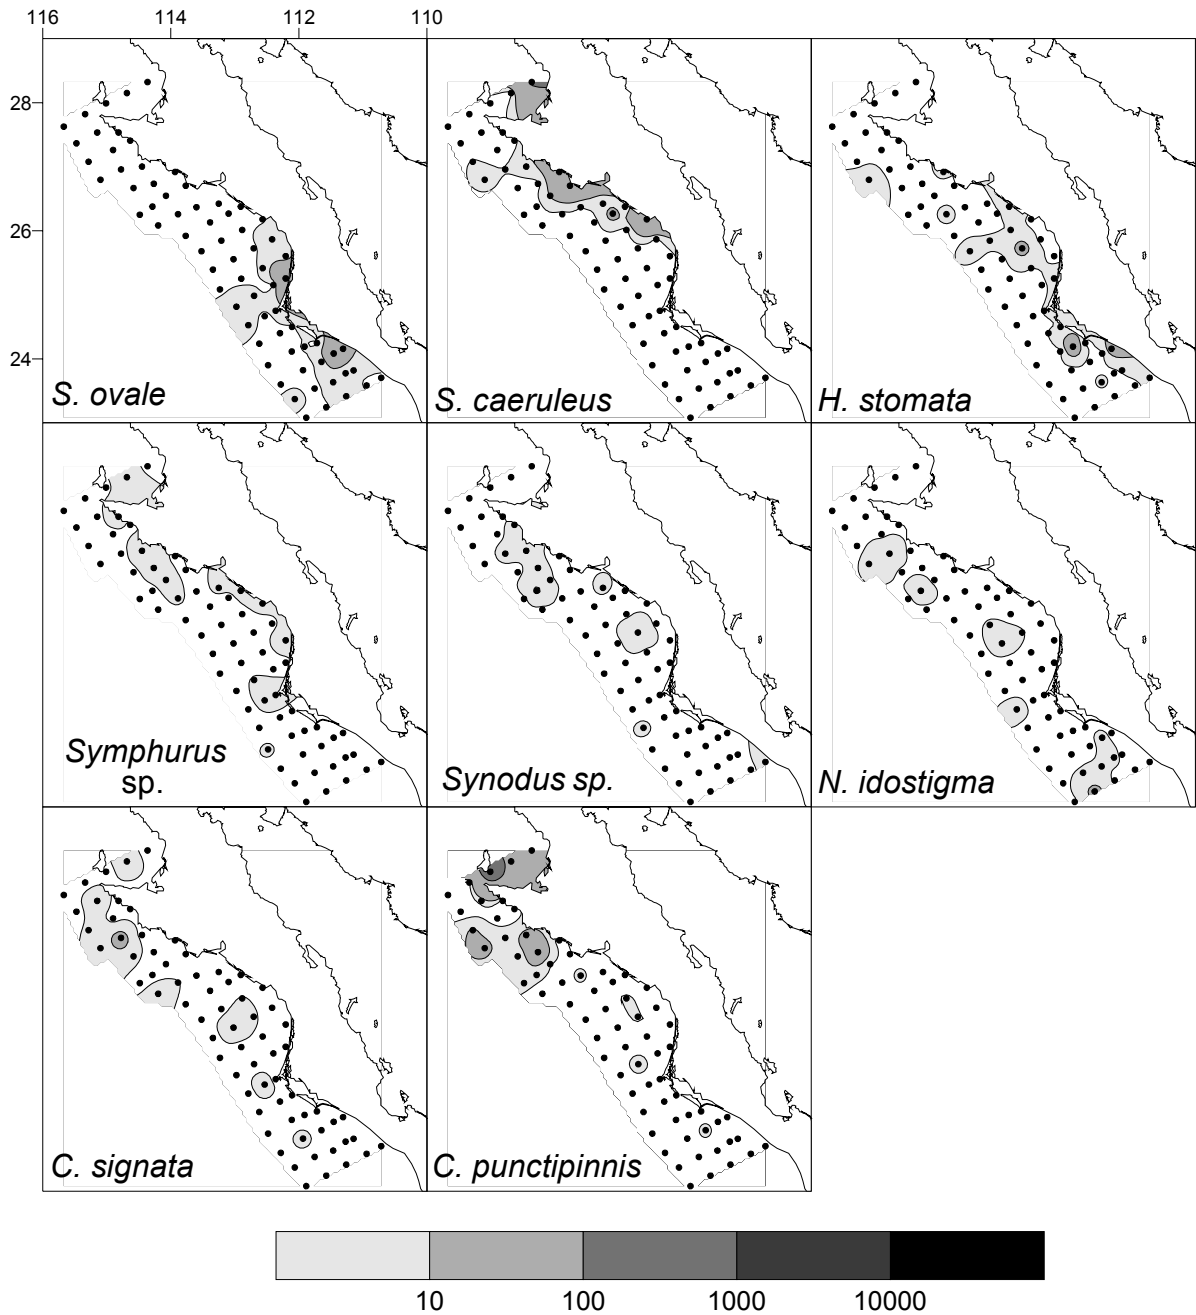 116
114
112
110
28
26
24
S. ovale
S. caeruleus
H. stomata
Symphurus
sp.
Synodus sp.
N. idostigma
C. signata
C. punctipinnis
10
100
1000
10000